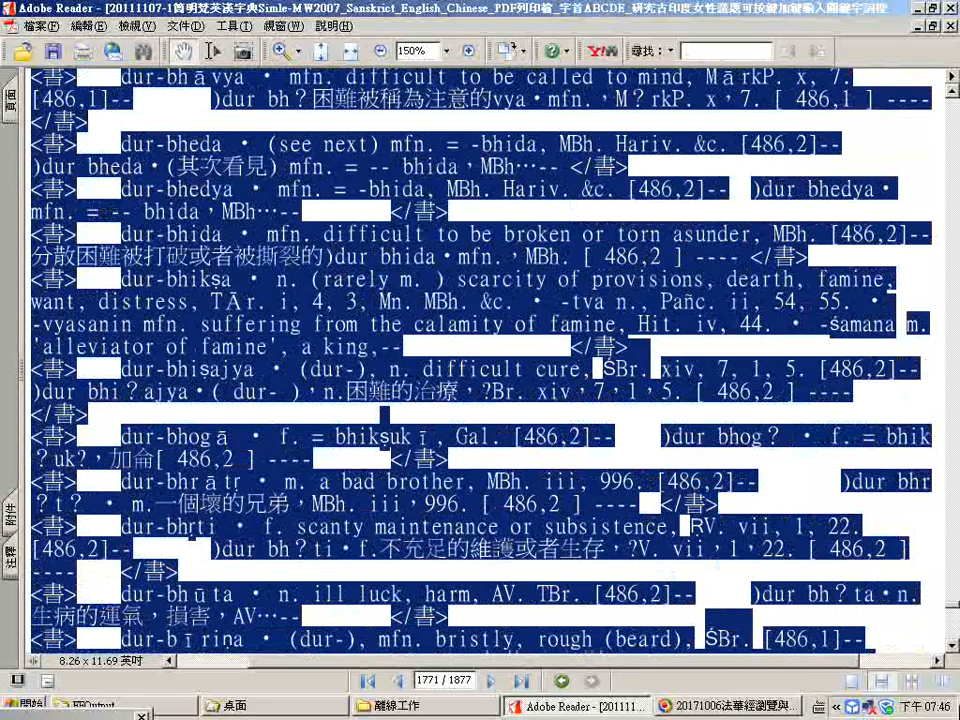 Adobe Reader - [20111107-1簡明梵英漢字典Simle-MW2007_Sanskrict_English_Chinese_PDF列印檔_字首ABCDE_研究古印度女性議題可按鍵加鍵輸入關鍵字詞搜
檔案(F) 編輯(E) 檢視(V) 文件(D) 工具(T) 視窗(W) 說明(H)
150% Y! 尋找：
頁面
<書> dur-bhāvya • mfn. difficult to be called to mind, MārkP. x, 7.
[486,1]-- )dur bh？困難被稱為注意的vya•mfn.，M？rkP. x，7. [ 486,1 ] ----
</書>
<書> dur-bheda • (see next) mfn. = -bhida, MBh. Hariv. &c. [486,2]--
)dur bheda•(其次看見) mfn. = -- bhida，MBh…-- </書>
<書> dur-bhedya • mfn. = -bhida, MBh. Hariv. &c. [486,2]-- )dur bhedya•
mfn. = -- bhida，MBh…-- </書>
<書> dur-bhida • mfn. difficult to be broken or torn asunder, MBh. [486,2]--
分散困難被打破或者被撕裂的)dur bhida•mfn.，MBh. [ 486,2 ] ---- </書>
<書> dur-bhikṣa • n. (rarely m. ) scarcity of provisions, dearth, famine,
want, distress, TĀr. i, 4, 3. Mn. MBh. &c. • -tva n., Pañc. ii, 54, 55. •
-vyasanin mfn. suffering from the calamity of famine, Hit. iv, 44. • -śamana m.
'alleviator of famine', a king,-- </書>
<書> dur-bhiṣajya • (dur-), n. difficult cure, ŚBr. xiv, 7, 1, 5. [486,2]--
)dur bhi？ajya•( dur- )，n.困難的治療，?Br. xiv，7，1，5. [ 486,2 ] ----
</書>
<書> dur-bhogā • f. = bhikṣukī, Gal. [486,2]-- )dur bhog？ • f. = bhik
？uk?，加侖[ 486,2 ] ---- </書>
<書> dur-bhrātṛ • m. a bad brother, MBh. iii, 996. [486,2]-- )dur bhr
？t？ • m.一個壞的兄弟，MBh. iii，996. [ 486,2 ] ---- </書>
<書> dur-bhṛti • f. scanty maintenance or subsistence, RV. vii, 1, 22.
[486,2]-- )dur bh？ti•f.不充足的維護或者生存，?V. vii，1，22. [ 486,2 ]
---- </書>
<書> dur-bhūta • n. ill luck, harm, AV. TBr. [486,2]-- )dur bh？ta•n.
生病的運氣，損害，AV…-- </書>
<書> dur-bīriṇa • (dur-), mfn. bristly, rough (beard), ŚBr. [486,1]--
附件
注釋
8.26 x 11.69 英吋
1771 / 1877
開始 FFOutput 桌面 離線工作 Adobe Reader - [201111... 20171006法華經瀏覽與... 下午 07:46